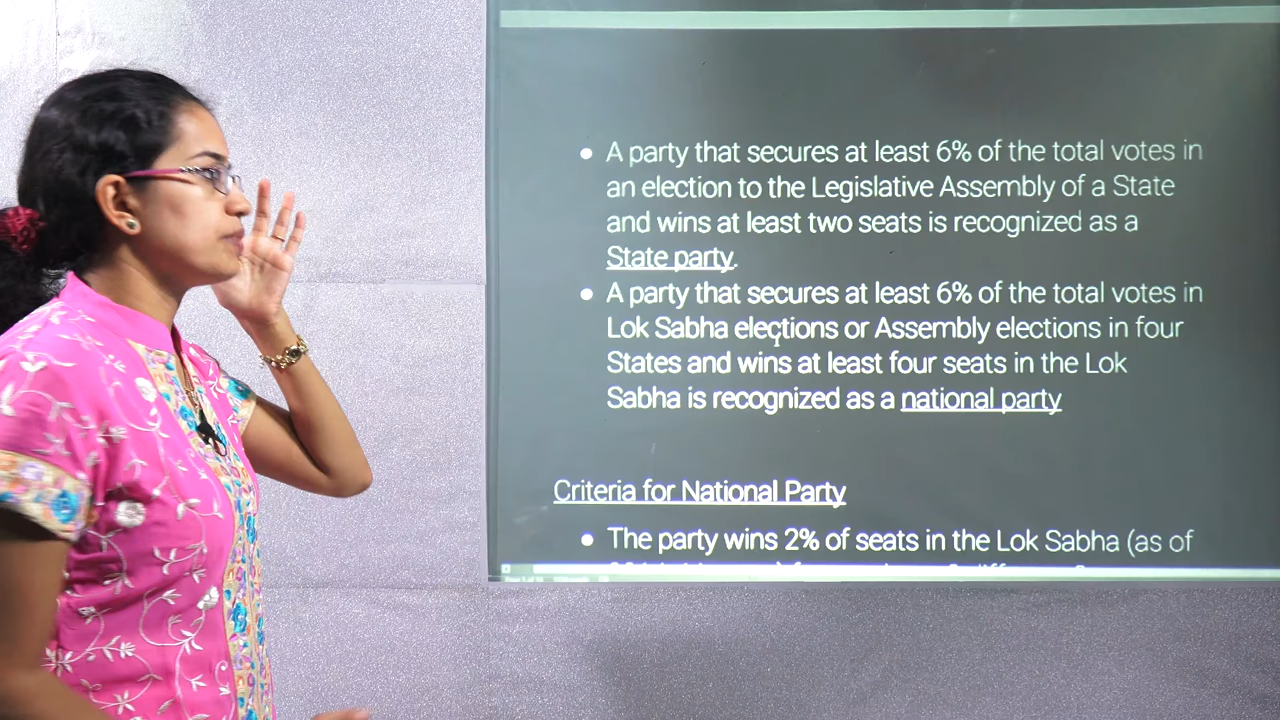 • A party that secures at least 6% of the total votes in
an election to the Legislative Assembly of a State
and wins at least two seats is recognized as a
State party.
• A party that secures at least 6% of the total votes in
Lok Sabha elections or Assembly elections in four
States and wins at least four seats in the Lok
Sabha is recognized as a national party
Criteria for National Party
• The party wins 2% of seats in the Lok Sabha (as of